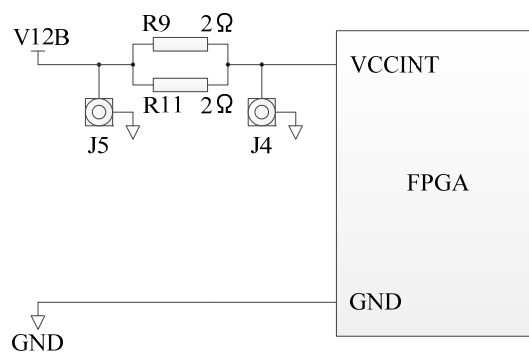 R9 2Ω
V12B
R11 2Ω
VCCINT
J5
J4
FPGA
GND
GND